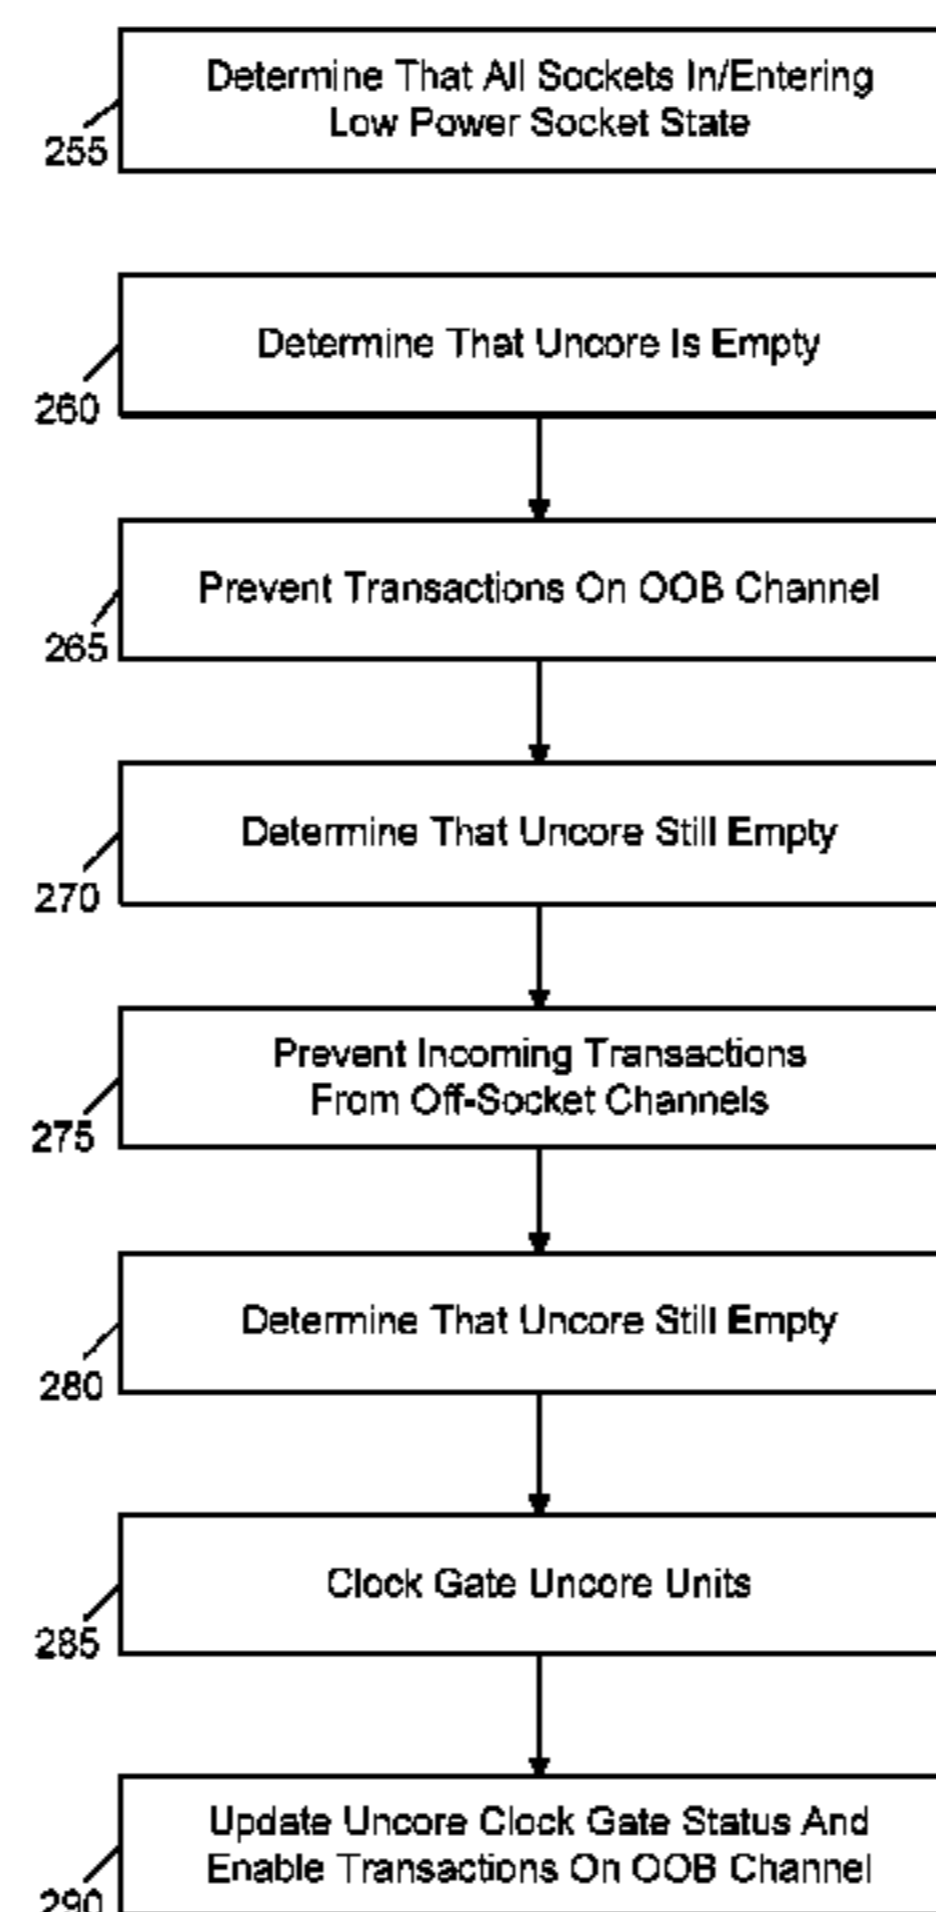 Determine That All Sockets In/Entering
Low Power Socket State
255
Determine That Uncore Is Empty
260
Prevent Transactions On OOB Channel
265
Determine That Uncore Still Empty
270
Prevent Incoming Transactions
From Off-Socket Channels
275
Determine That Uncore Still Empty
280
Clock Gate Uncore Units
285
Update Uncore Clock Gate Status And
Enable Transactions On OOB Channel
290